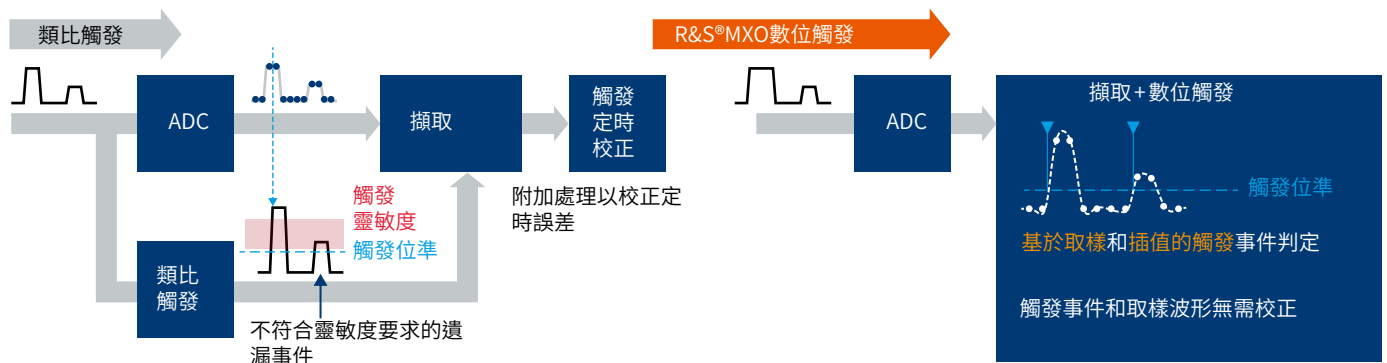 類比觸發
ADC
擷取
觸發
定時
校正
觸發
靈敏度
觸發位準
附加處理以校正定
時誤差
類比
觸發
不符合靈敏度要求的遺
漏事件
R&S®MXO數位觸發
ADC
擷取+數位觸發
觸發位準
基於取樣和插值的觸發事件判定
觸發事件和取樣波形無需校正